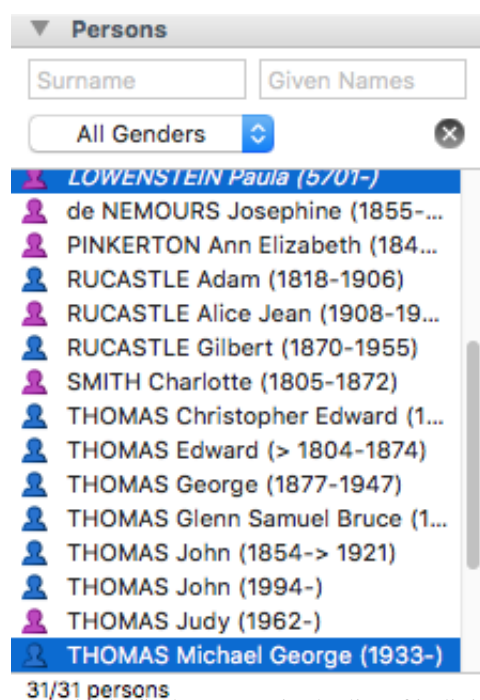 Persons
Surname Given Names
All Genders
LOWENSTEIN Paula (5701-)
de NEMOURS Josephine (1855-...
PINKERTON Ann Elizabeth (184...
RUCASTLE Adam (1818-1906)
RUCASTLE Alice Jean (1908-19...
RUCASTLE Gilbert (1870-1955)
SMITH Charlotte (1805-1872)
THOMAS Christopher Edward (1...
THOMAS Edward (> 1804-1874)
THOMAS George (1877-1947)
THOMAS Glenn Samuel Bruce (1...
THOMAS John (1854-> 1921)
THOMAS John (1994-)
THOMAS Judy (1962-)
THOMAS Michael George (1933-)
31/31 persons